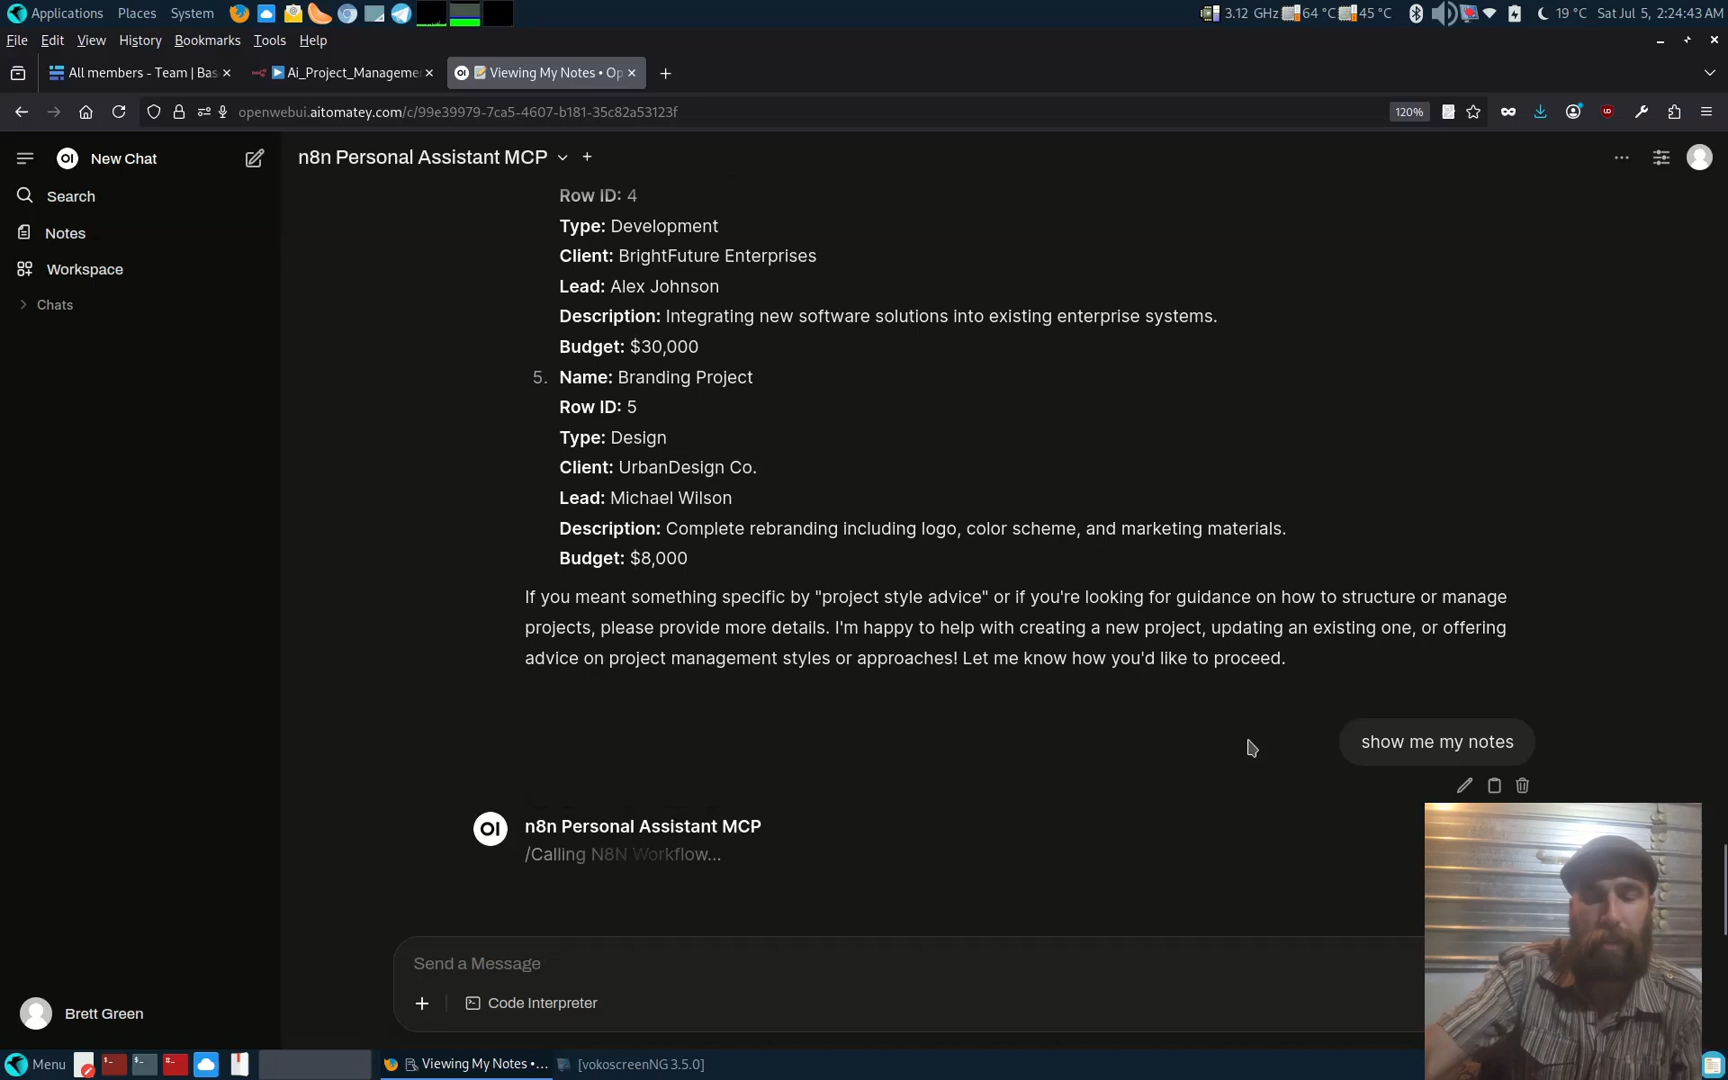 Applications Places System 3.12 GHz 64 °C 45 °C 19 °C Sat Jul 5, 2:24:43 AM
File Edit View History Bookmarks Tools Help
All members - Team | Bas Ai_Project_Manageme Viewing My Notes • Op
openwebui.aitomatey.com/c/99e39979-7ca5-4607-b181-35c82a53123f 120%
OI New Chat
n8n Personal Assistant MCP
Search
Notes
Workspace
Chats
Row ID: 4
Type: Development
Client: BrightFuture Enterprises
Lead: Alex Johnson
Description: Integrating new software solutions into existing enterprise systems.
Budget: $30,000
5. Name: Branding Project
Row ID: 5
Type: Design
Client: UrbanDesign Co.
Lead: Michael Wilson
Description: Complete rebranding including logo, color scheme, and marketing materials.
Budget: $8,000
If you meant something specific by "project style advice" or if you're looking for guidance on how to structure or manage
projects, please provide more details. I'm happy to help with creating a new project, updating an existing one, or offering
advice on project management styles or approaches! Let me know how you'd like to proceed.
show me my notes
OI n8n Personal Assistant MCP
/Calling N8N Workflow...
Send a Message
Code Interpreter
Brett Green
Menu Viewing My Notes •... [vokoscreenNG 3.5.0]